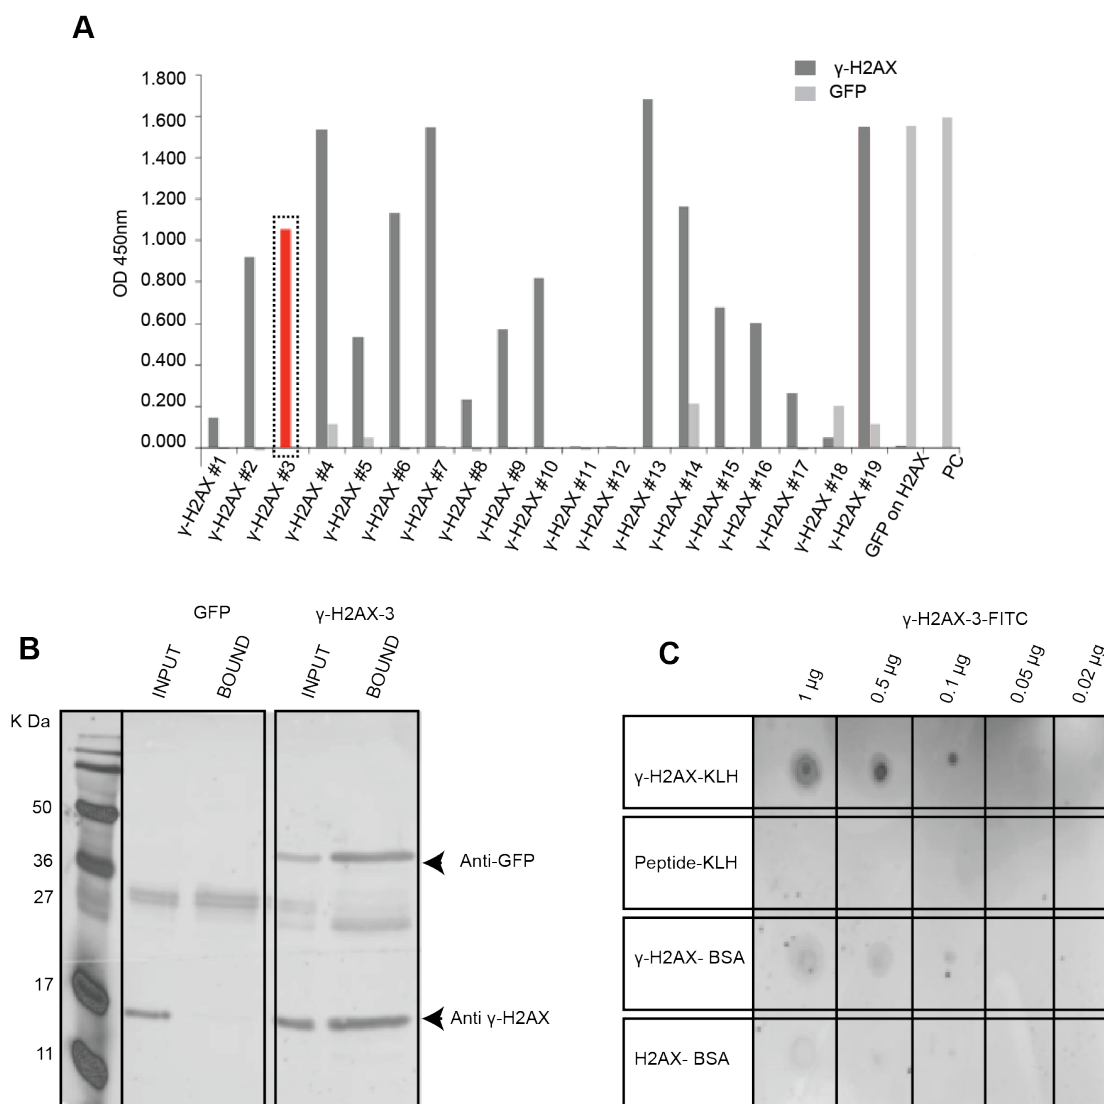 A
γ-H2AX
GFP
1.800
1.600
1.400
1.200
1.000
0.800
0.600
0.400
0.200
0.000
OD 450nm
γ-H2AX #1
γ-H2AX #2
γ-H2AX #3
γ-H2AX #4
γ-H2AX #5
γ-H2AX #6
γ-H2AX #7
γ-H2AX #8
γ-H2AX #9
γ-H2AX #10
γ-H2AX #11
γ-H2AX #12
γ-H2AX #13
γ-H2AX #14
γ-H2AX #15
γ-H2AX #16
γ-H2AX #17
γ-H2AX #18
γ-H2AX #19
GFP on H2AX
PC
B
GFP
γ-H2AX-3
INPUT
BOUND
INPUT
BOUND
K Da
50
36
27
17
11
Anti-GFP
Anti γ-H2AX
C
γ-H2AX-3-FITC
1 µg
0.5 µg
0.1 µg
0.05 µg
0.02 µg
γ-H2AX-KLH
Peptide-KLH
γ-H2AX- BSA
H2AX- BSA